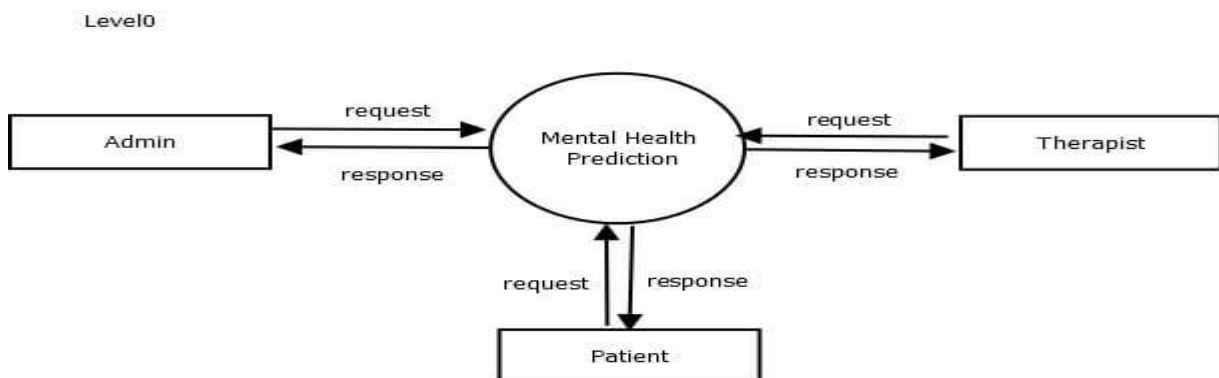 Level0
request
request
Admin
Mental Health
Prediction
Therapist
response
response
request
response
Patient